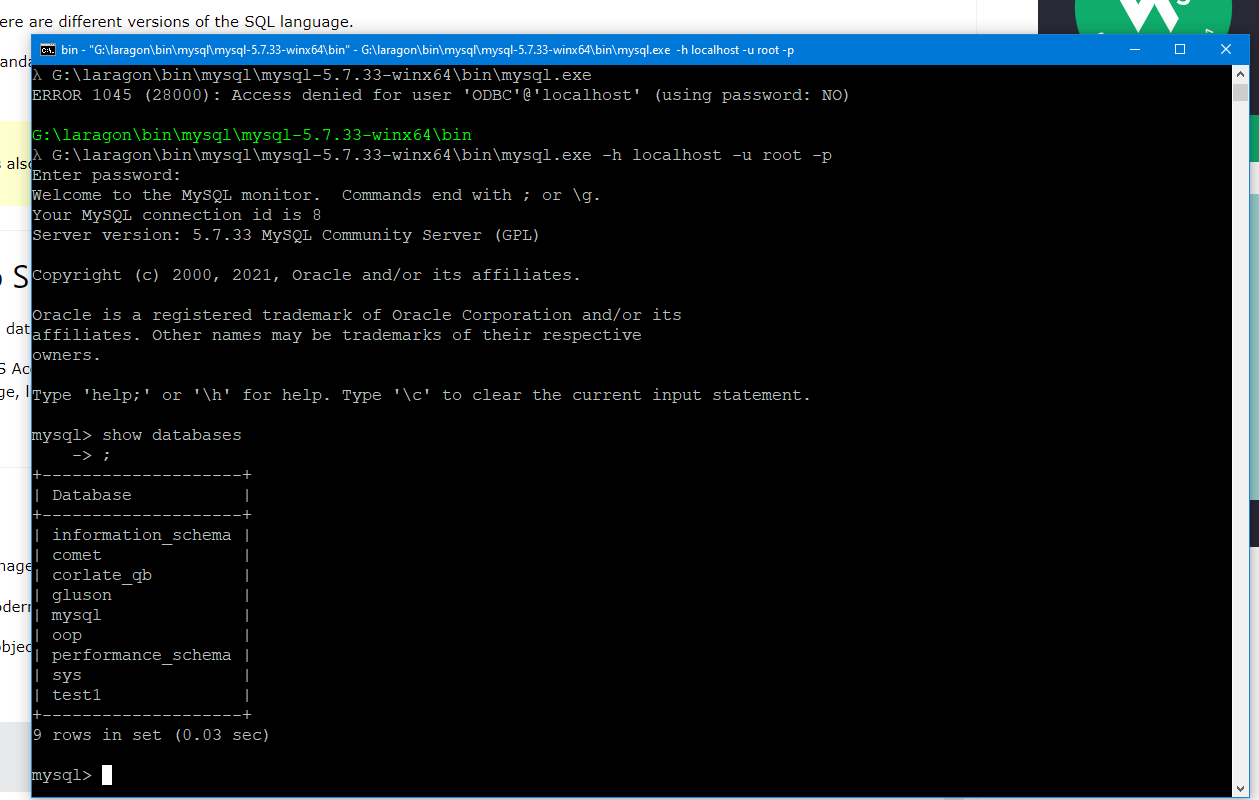 ere are different versions of the SQL language.
bin - "G:\laragon\bin\mysql\mysql-5.7.33-winx64\bin" - G:\laragon\bin\mysql\mysql-5.7.33-winx64\bin\mysql.exe -h localhost -u root -p
anda
λ G:\laragon\bin\mysql\mysql-5.7.33-winx64\bin\mysql.exe
ERROR 1045 (28000): Access denied for user 'ODBC'@'localhost' (using password: NO)
G:\laragon\bin\mysql\mysql-5.7.33-winx64\bin
s also
λ G:\laragon\bin\mysql\mysql-5.7.33-winx64\bin\mysql.exe -h localhost -u root -p
Enter password:
Welcome to the MySQL monitor.  Commands end with ; or \g.
Your MySQL connection id is 8
Server version: 5.7.33 MySQL Community Server (GPL)
o S
Copyright (c) 2000, 2021, Oracle and/or its affiliates.
Oracle is a registered trademark of Oracle Corporation and/or its
dat
affiliates. Other names may be trademarks of their respective
owners.
S Ac
ge, I
Type 'help;' or '\h' for help. Type '\c' to clear the current input statement.
mysql> show databases
    -> ;
+--------------------+
| Database           |
+--------------------+
| information_schema |
| comet              |
nage
| corlate_qb         |
| gluson             |
odern
| mysql              |
| oop                |
objec
| performance_schema |
| sys                |
| test1              |
+--------------------+
9 rows in set (0.03 sec)
mysql>